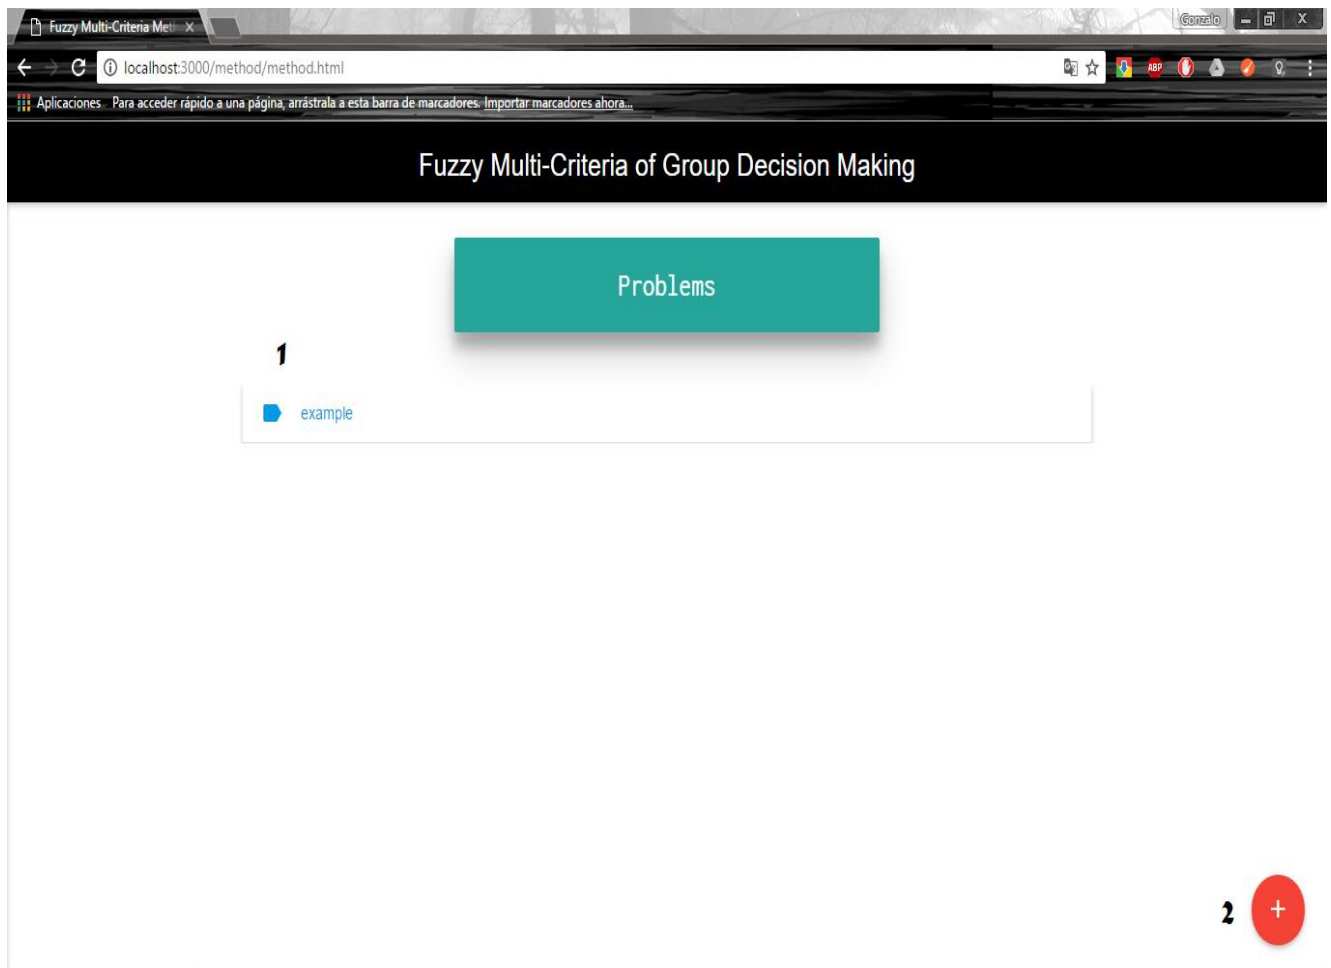 Fuzzy Multi-Criteria Met
Gonzalo
localhost:3000/method/method.html
ABP
Aplicaciones Para acceder rápido a una página, arrástrala a esta barra de marcadores. Importar marcadores ahora...
Fuzzy Multi-Criteria of Group Decision Making
Problems
1
example
2 +